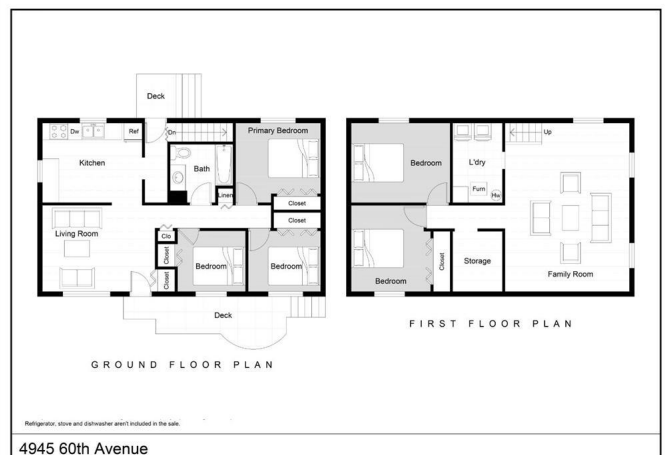 Deck
Dw
Ref
Dn
Primary Bedroom
Kitchen
Bath
Linen
Closet
Closet
Living Room
Clo
Closet
Closet
Bedroom
Bedroom
Deck
GROUND FLOOR PLAN
Bedroom
L'dry
Up
Furn
Hw
Bedroom
Closet
Storage
Family Room
FIRST FLOOR PLAN
Refrigerator, stove and dishwasher aren't included in the sale.
4945 60th Avenue